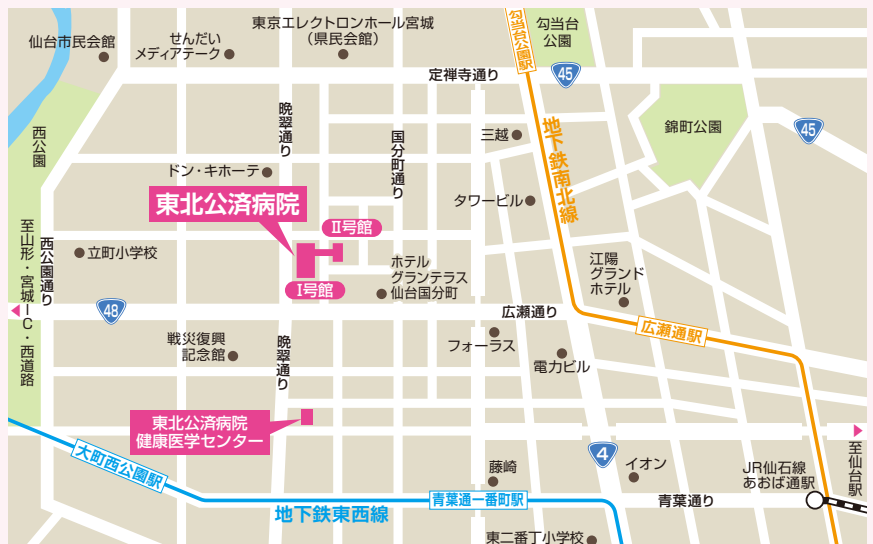 仙台市民会館
せんだい
メディアテーク
東京エレクトロンホール宮城
（県民会館）
勾当台公園駅
勾当台
公園
45
定禅寺通り
西公園
晩翠通り
国分町通り
三越
地下鉄南北線
錦町公園
45
ドン・キホーテ
東北公済病院
タワービル
II号館
I号館
立町小学校
西公園通り
至山形・宮城IC・西道路
ホテル
グランテラス
仙台国分町
江陽
グランド
ホテル
48
広瀬通り
広瀬通駅
戦災復興
記念館
晩翠通り
フォーラス
電力ビル
東北公済病院
健康医学センター
大町西公園駅
地下鉄東西線
藤崎
青葉通一番町駅
4
イオン
青葉通り
JR仙石線
あおば通駅
至仙台駅
東二番丁小学校